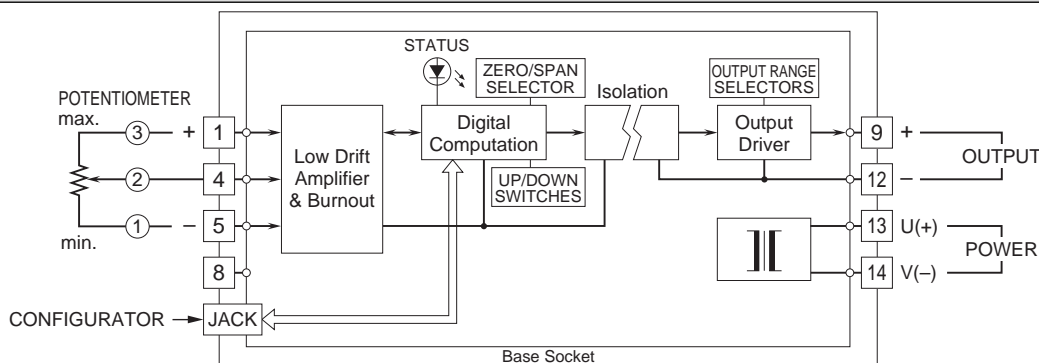 STATUS
ZERO/SPAN
SELECTOR
Isolation
OUTPUT RANGE
SELECTORS
POTENTIOMETER
max.
3
+
1
Low Drift
Amplifier
& Burnout
Digital
Computation
Output
Driver
9
+
2
4
OUTPUT
UP/DOWN
SWITCHES
12
–
1
–
5
min.
13
U(+)
8
POWER
14
V(–)
CONFIGURATOR
JACK
Base Socket